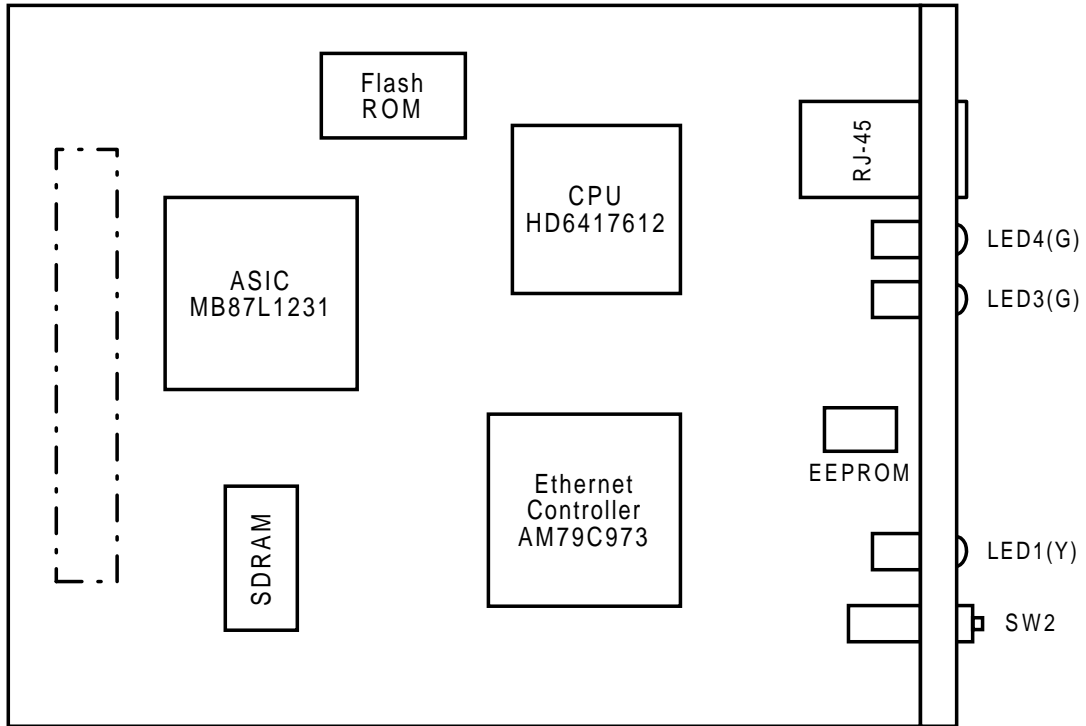 Flash
ROM
RJ-45
CPU
HD6417612
LED4(G)
ASIC
MB87L1231
LED3(G)
EEPROM
Ethernet
Controller
AM79C973
SDRAM
LED1(Y)
SW2